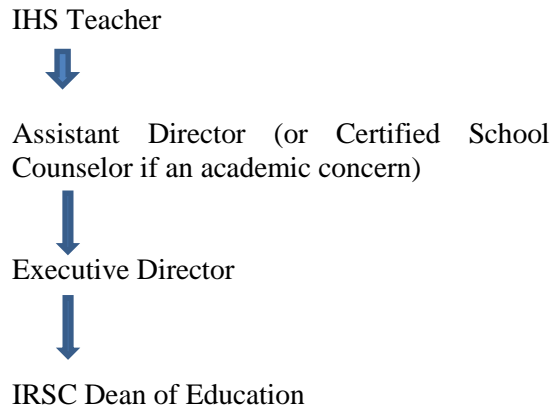 IHS Teacher
Assistant Director (or Certified School
Counselor if an academic concern)
Executive Director
IRSC Dean of Education